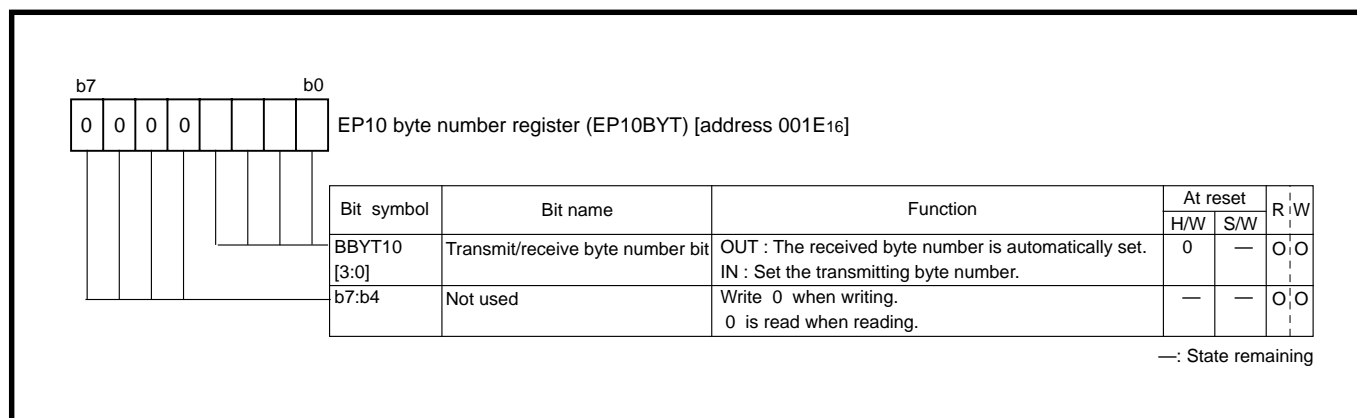 b7 b0
0 0 0 0 EP10 byte number register (EP10BYT) [address 001E16]
Bit symbol Bit name Function At reset R W
H/W S/W
BBYT10 Transmit/receive byte number bit OUT : The received byte number is automatically set. 0 — O O
[3:0] IN : Set the transmitting byte number.
b7:b4 Not used Write 0 when writing. — — O O
0 is read when reading.
—: State remaining